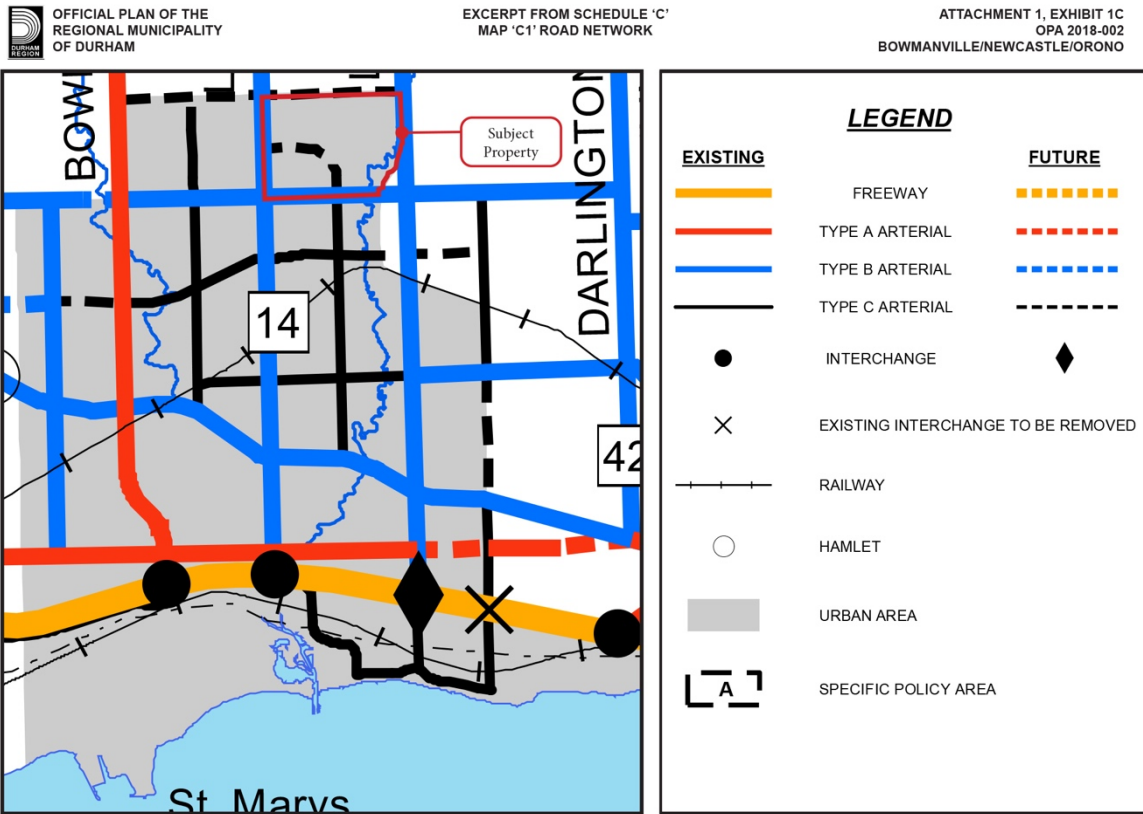 DURHAM
REGION
OFFICIAL PLAN OF THE
REGIONAL MUNICIPALITY
OF DURHAM
EXCERPT FROM SCHEDULE ‘C’
MAP ‘C1’ ROAD NETWORK
ATTACHMENT 1, EXHIBIT 1C
OPA 2018-002
BOWMANVILLE/NEWCASTLE/ORONO
BOW
Subject
Property
DARLINGTON
14
42
St. Marys
LEGEND
EXISTING
FUTURE
FREEWAY
TYPE A ARTERIAL
TYPE B ARTERIAL
TYPE C ARTERIAL
INTERCHANGE
EXISTING INTERCHANGE TO BE REMOVED
RAILWAY
HAMLET
URBAN AREA
A
SPECIFIC POLICY AREA